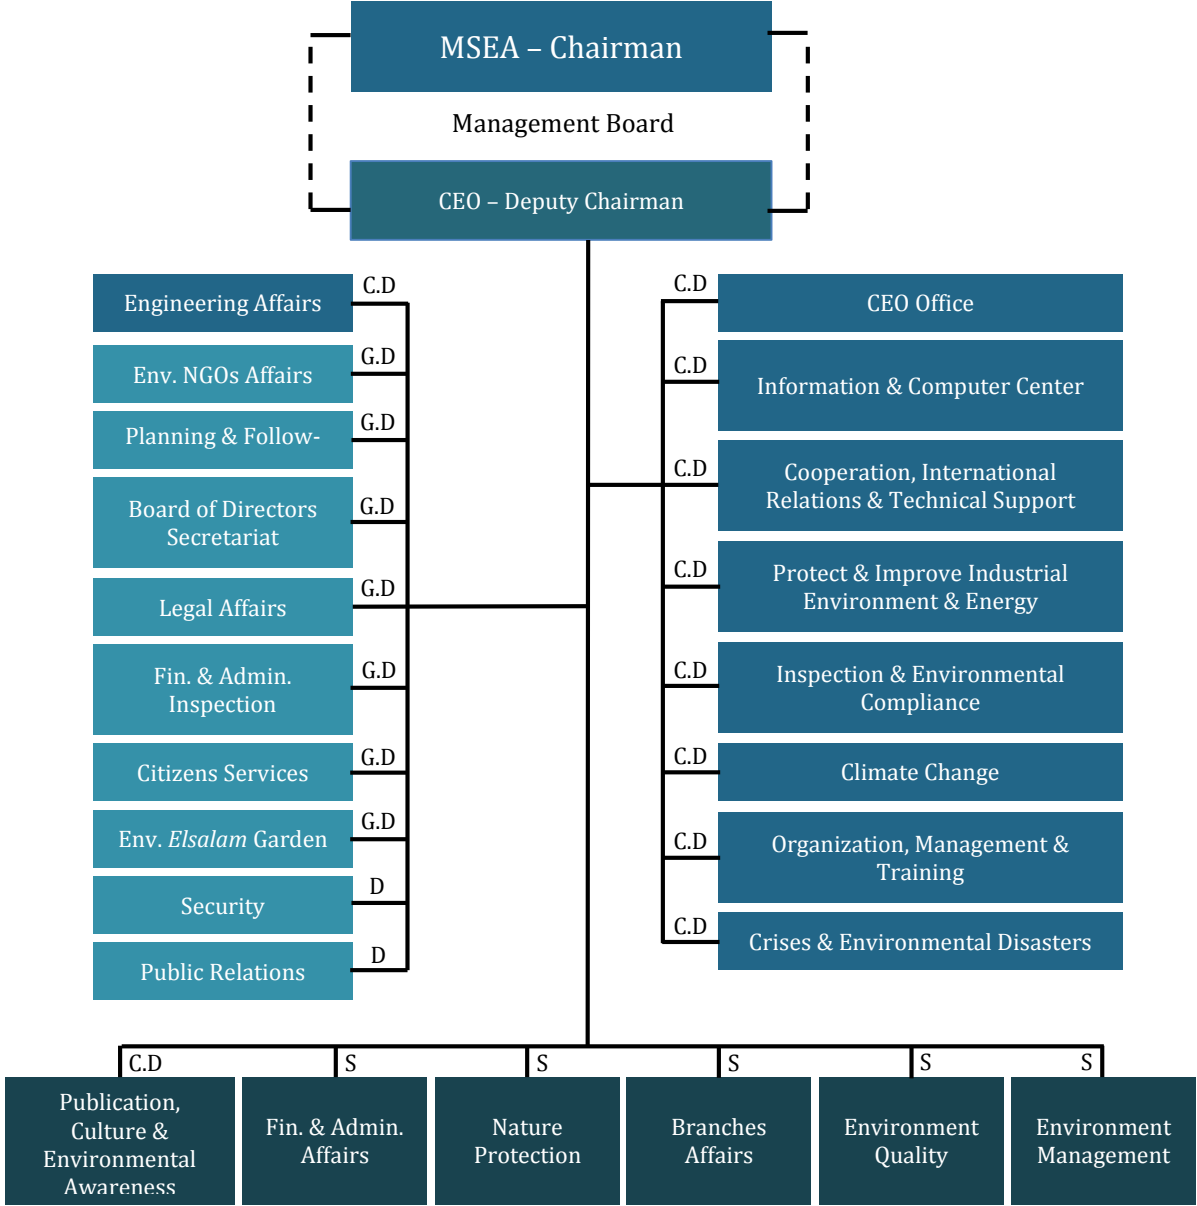 MSEA – Chairman
Management Board
CEO – Deputy Chairman
C.D
Engineering Affairs
G.D
Env. NGOs Affairs
G.D
Planning & Follow-
G.D
Board of Directors
Secretariat
G.D
Legal Affairs
G.D
Fin. & Admin.
Inspection
G.D
Citizens Services
G.D
Env. Elsalam Garden
D
Security
D
Public Relations
C.D
CEO Office
C.D
Information & Computer Center
C.D
Cooperation, International
Relations & Technical Support
C.D
Protect & Improve Industrial
Environment & Energy
C.D
Inspection & Environmental
Compliance
C.D
Climate Change
C.D
Organization, Management &
Training
C.D
Crises & Environmental Disasters
C.D
Publication,
Culture &
Environmental
Awareness
S
Fin. & Admin.
Affairs
S
Nature
Protection
S
Branches
Affairs
S
Environment
Quality
S
Environment
Management